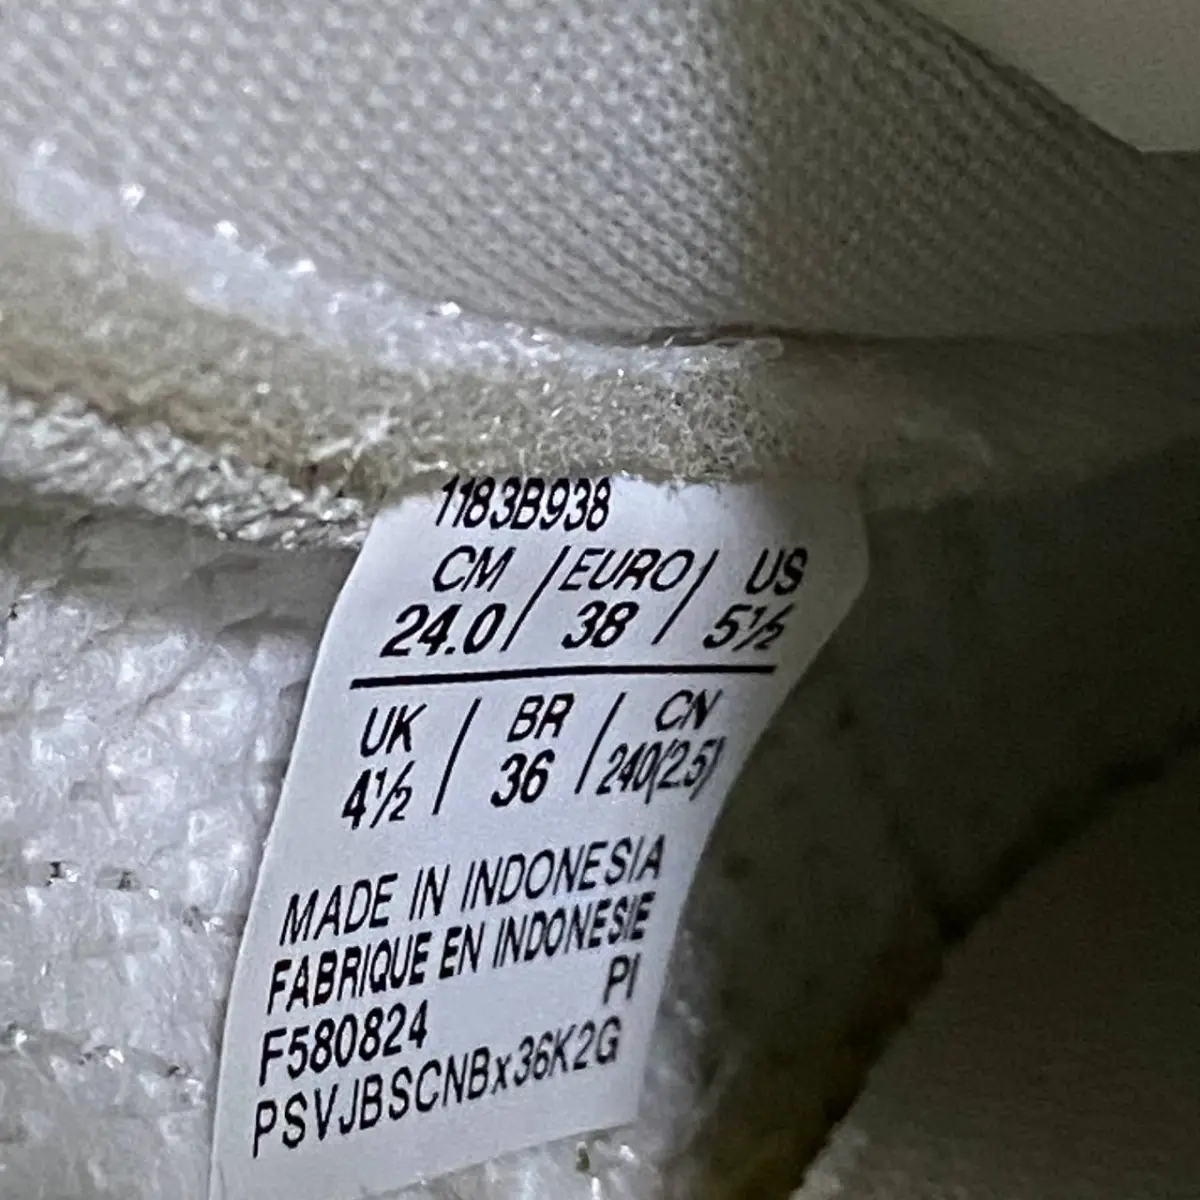 1183B938
CM / EURO / US
24.0 / 38 / 5½
UK / BR / CN
4½ / 36 / 240(2.5)
MADE IN INDONESIA
FABRIQUE EN INDONESIE
PI
F580824
PSVJBSCNBx36K2G